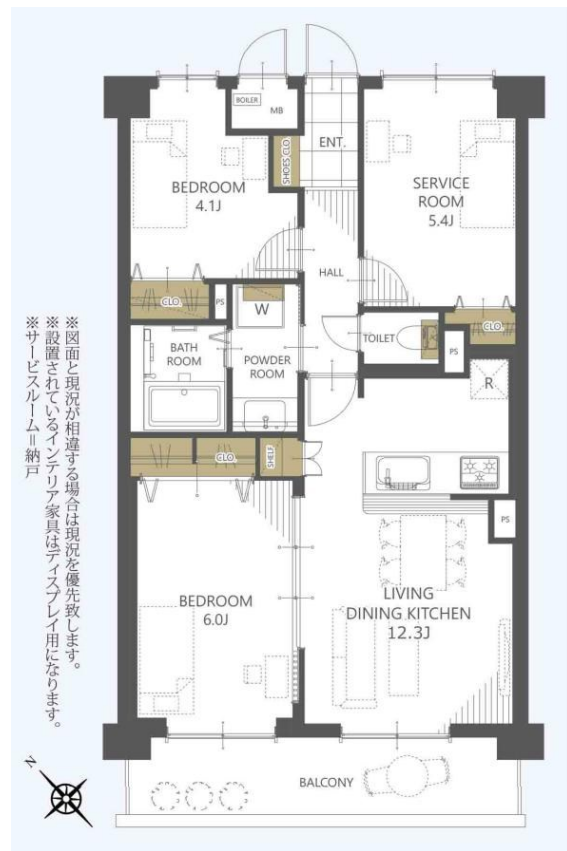 BOILER
MB
ENT.
SHOES CLO
BEDROOM
4.1J
SERVICE
ROOM
5.4J
HALL
CLO.
PS
W
BATH
ROOM
POWDER
ROOM
TOILET
PS
CLO.
R
CLO.
SHELF
PS
BEDROOM
6.0J
LIVING
DINING KITCHEN
12.3J
BALCONY
※図面と現況が相違する場合は現況を優先致します。
※設置されているインテリア家具はディスプレイ用になります。
※サービスルーム=納戸
N